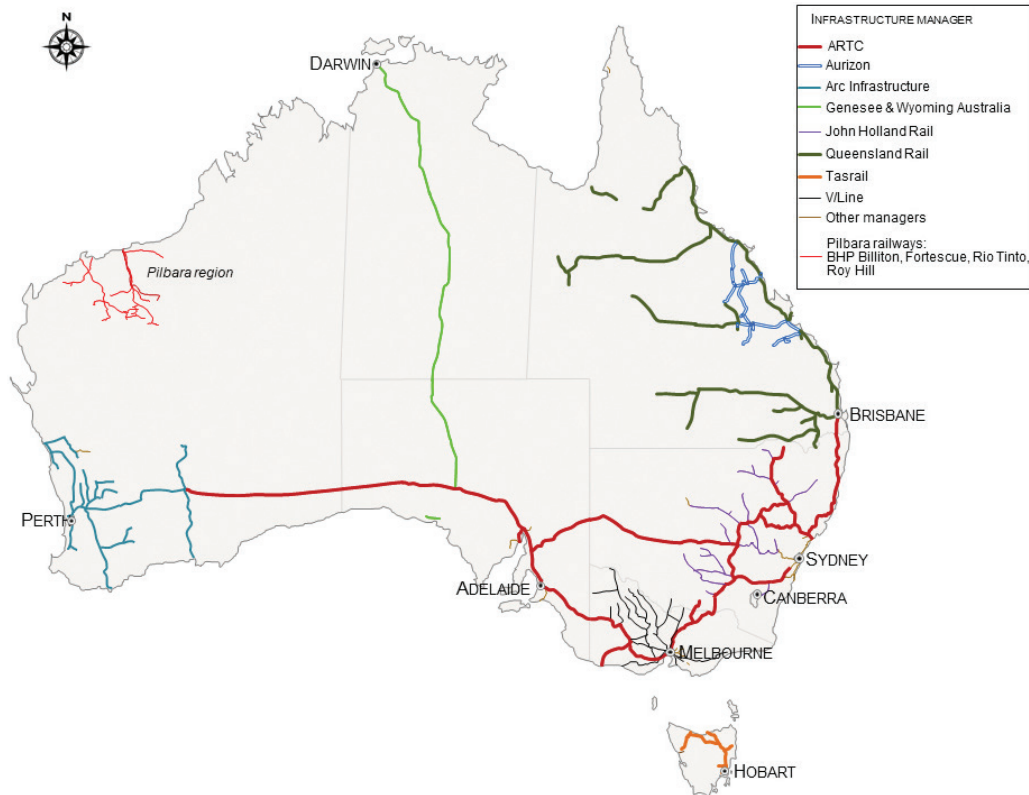 N
INFRASTRUCTURE MANAGER
ARTC
Aurizon
Arc Infrastructure
Genesee & Wyoming Australia
John Holland Rail
Queensland Rail
Tasrail
V/Line
Other managers
Pilbara railways:
BHP Billiton, Fortescue, Rio Tinto,
Roy Hill
DARWIN
Pilbara region
BRISBANE
PERTH
SYDNEY
ADELAIDE
CANBERRA
MELBOURNE
HOBART